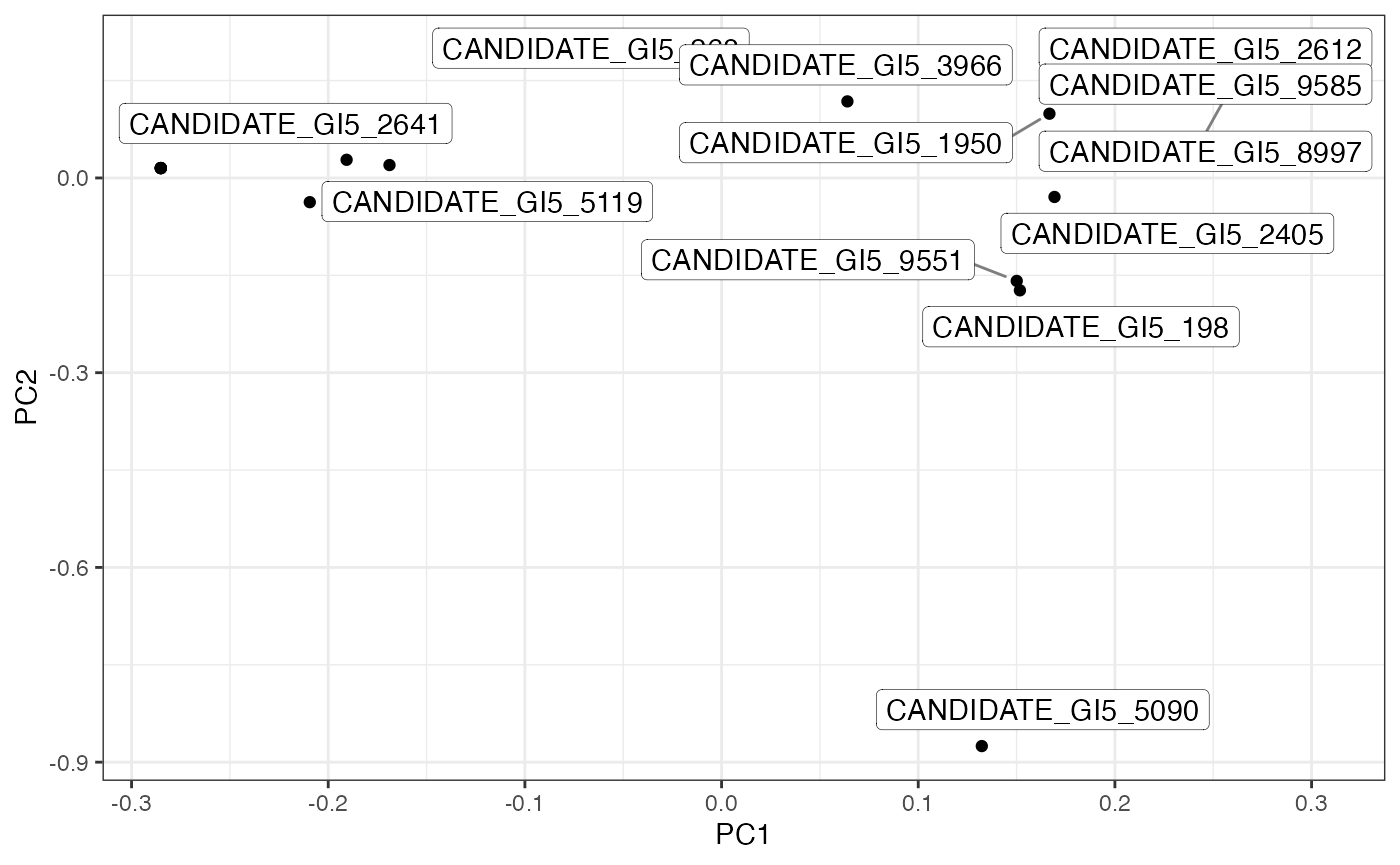 CANDIDATE_GI5_
CANDIDATE_GI5_2612
CANDIDATE_GI5_3966
CANDIDATE_GI5_9585
CANDIDATE_GI5_2641
CANDIDATE_GI5_1950
CANDIDATE_GI5_8997
CANDIDATE_GI5_5119
CANDIDATE_GI5_2405
CANDIDATE_GI5_9551
CANDIDATE_GI5_198
CANDIDATE_GI5_5090
0.0
-0.3
-0.6
-0.9
PC2
-0.3 -0.2 -0.1 0.0 0.1 0.2 0.3
PC1